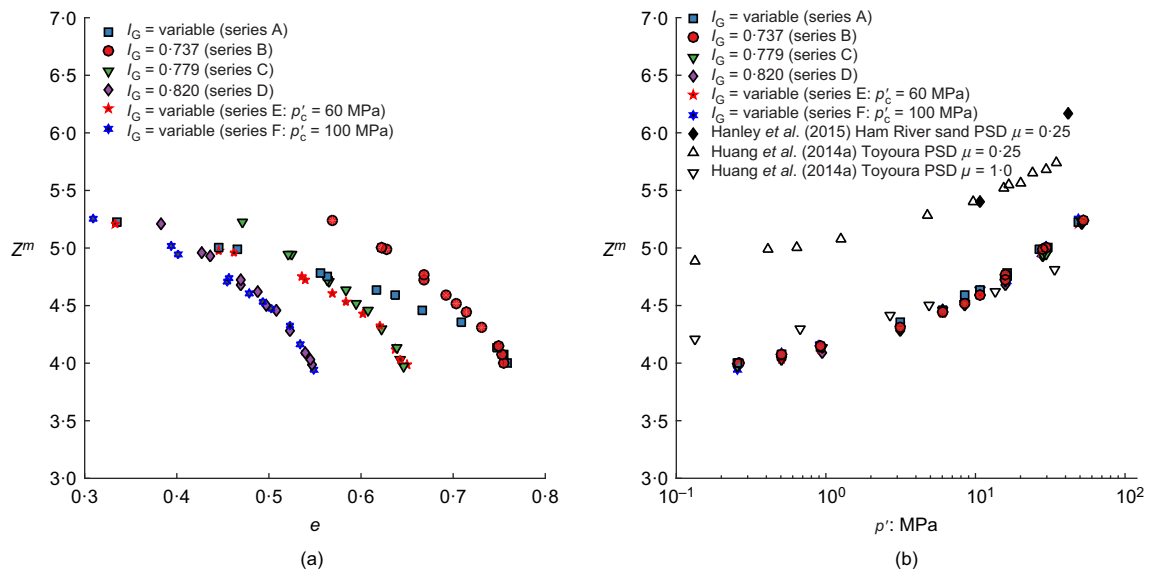 5·0
4·5
4·0
3·5
3·0
5·5
6·0
6·5
7·0
Z^m
0·3
0·4
0·5
0·6
0·7
0·8
e
(a)
I_G = variable (series A)
I_G = 0·737 (series B)
I_G = 0·779 (series C)
I_G = 0·820 (series D)
I_G = variable (series E: p′_c = 60 MPa)
I_G = variable (series F: p′_c = 100 MPa)
7·0
6·5
6·0
5·5
5·0
4·5
4·0
3·5
3·0
Z^m
10^−1
10^0
10^1
10^2
p′: MPa
(b)
I_G = variable (series A)
I_G = 0·737 (series B)
I_G = 0·779 (series C)
I_G = 0·820 (series D)
I_G = variable (series E: p′_c = 60 MPa)
I_G = variable (series F: p′_c = 100 MPa)
Hanley et al. (2015) Ham River sand PSD μ = 0·25
Huang et al. (2014a) Toyoura PSD μ = 0·25
Huang et al. (2014a) Toyoura PSD μ = 1·0